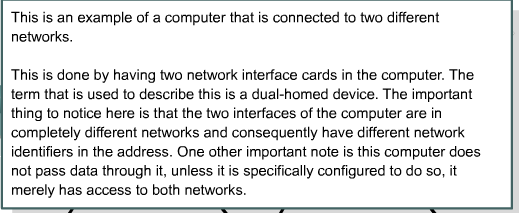 This is an example of a computer that is connected to two different
networks.
This is done by having two network interface cards in the computer. The
term that is used to describe this is a dual-homed device. The important
thing to notice here is that the two interfaces of the computer are in
completely different networks and consequently have different network
identifiers in the address. One other important note is this computer does
not pass data through it, unless it is specifically configured to do so, it
merely has access to both networks.